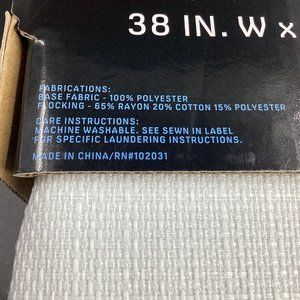 38 IN. W x
FABRICATIONS:
BASE FABRIC - 100% POLYESTER
FLOCKING - 65% RAYON 20% COTTON 15% POLYESTER
CARE INSTRUCTIONS:
MACHINE WASHABLE. SEE SEWN IN LABEL
FOR SPECIFIC LAUNDERING INSTRUCTIONS.
MADE IN CHINA/RN#102031